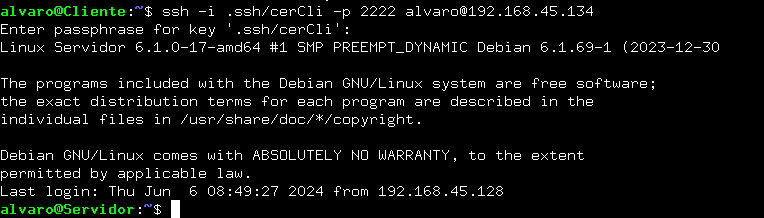 alvaro@Cliente:~$ ssh -i .ssh/cerCli -p 2222 alvaro@192.168.45.134
Enter passphrase for key '.ssh/cerCli':
Linux Servidor 6.1.0-17-amd64 #1 SMP PREEMPT_DYNAMIC Debian 6.1.69-1 (2023-12-30
The programs included with the Debian GNU/Linux system are free software;
the exact distribution terms for each program are described in the
individual files in /usr/share/doc/*/copyright.
Debian GNU/Linux comes with ABSOLUTELY NO WARRANTY, to the extent
permitted by applicable law.
Last login: Thu Jun  6 08:49:27 2024 from 192.168.45.128
alvaro@Servidor:~$